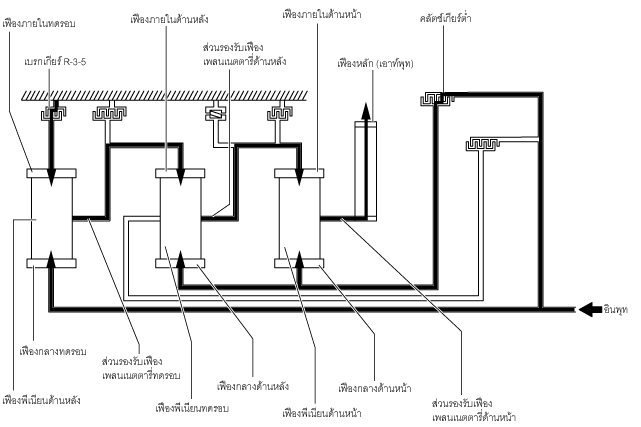 เฟืองภายในทดรอบ
เฟืองภายในด้านหลัง
เฟืองภายในด้านหน้า
คลัตช์เกียร์ต่ำ
ส่วนรองรับเฟือง
เพลนเนตตารี่ด้านหลัง
เบรกเกียร์ R-3-5
เฟืองหลัก (เอาท์พุท)
อินพุท
เฟืองกลางทดรอบ
ส่วนรองรับเฟือง
เพลนเนตตารี่ทดรอบ
เฟืองกลางด้านหลัง
เฟืองกลางด้านหน้า
เฟืองพีเนียนด้านหลัง
เฟืองพีเนียนทดรอบ
เฟืองพีเนียนด้านหน้า
ส่วนรองรับเฟือง
เพลนเนตตารี่ด้านหน้า